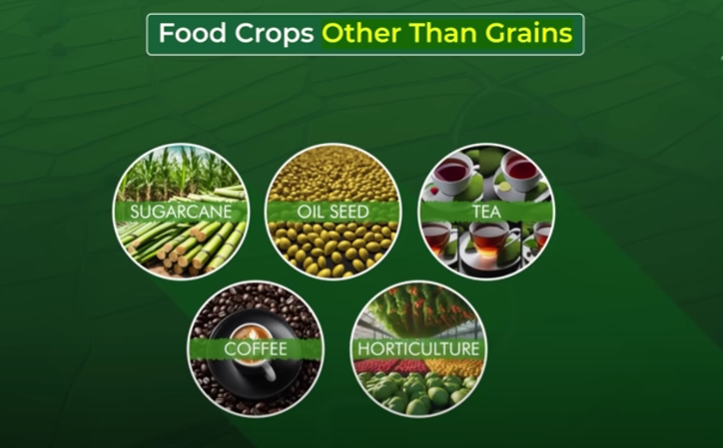 Food Crops Other Than Grains
SUGARCANE
OIL SEED
TEA
COFFEE
HORTICULTURE